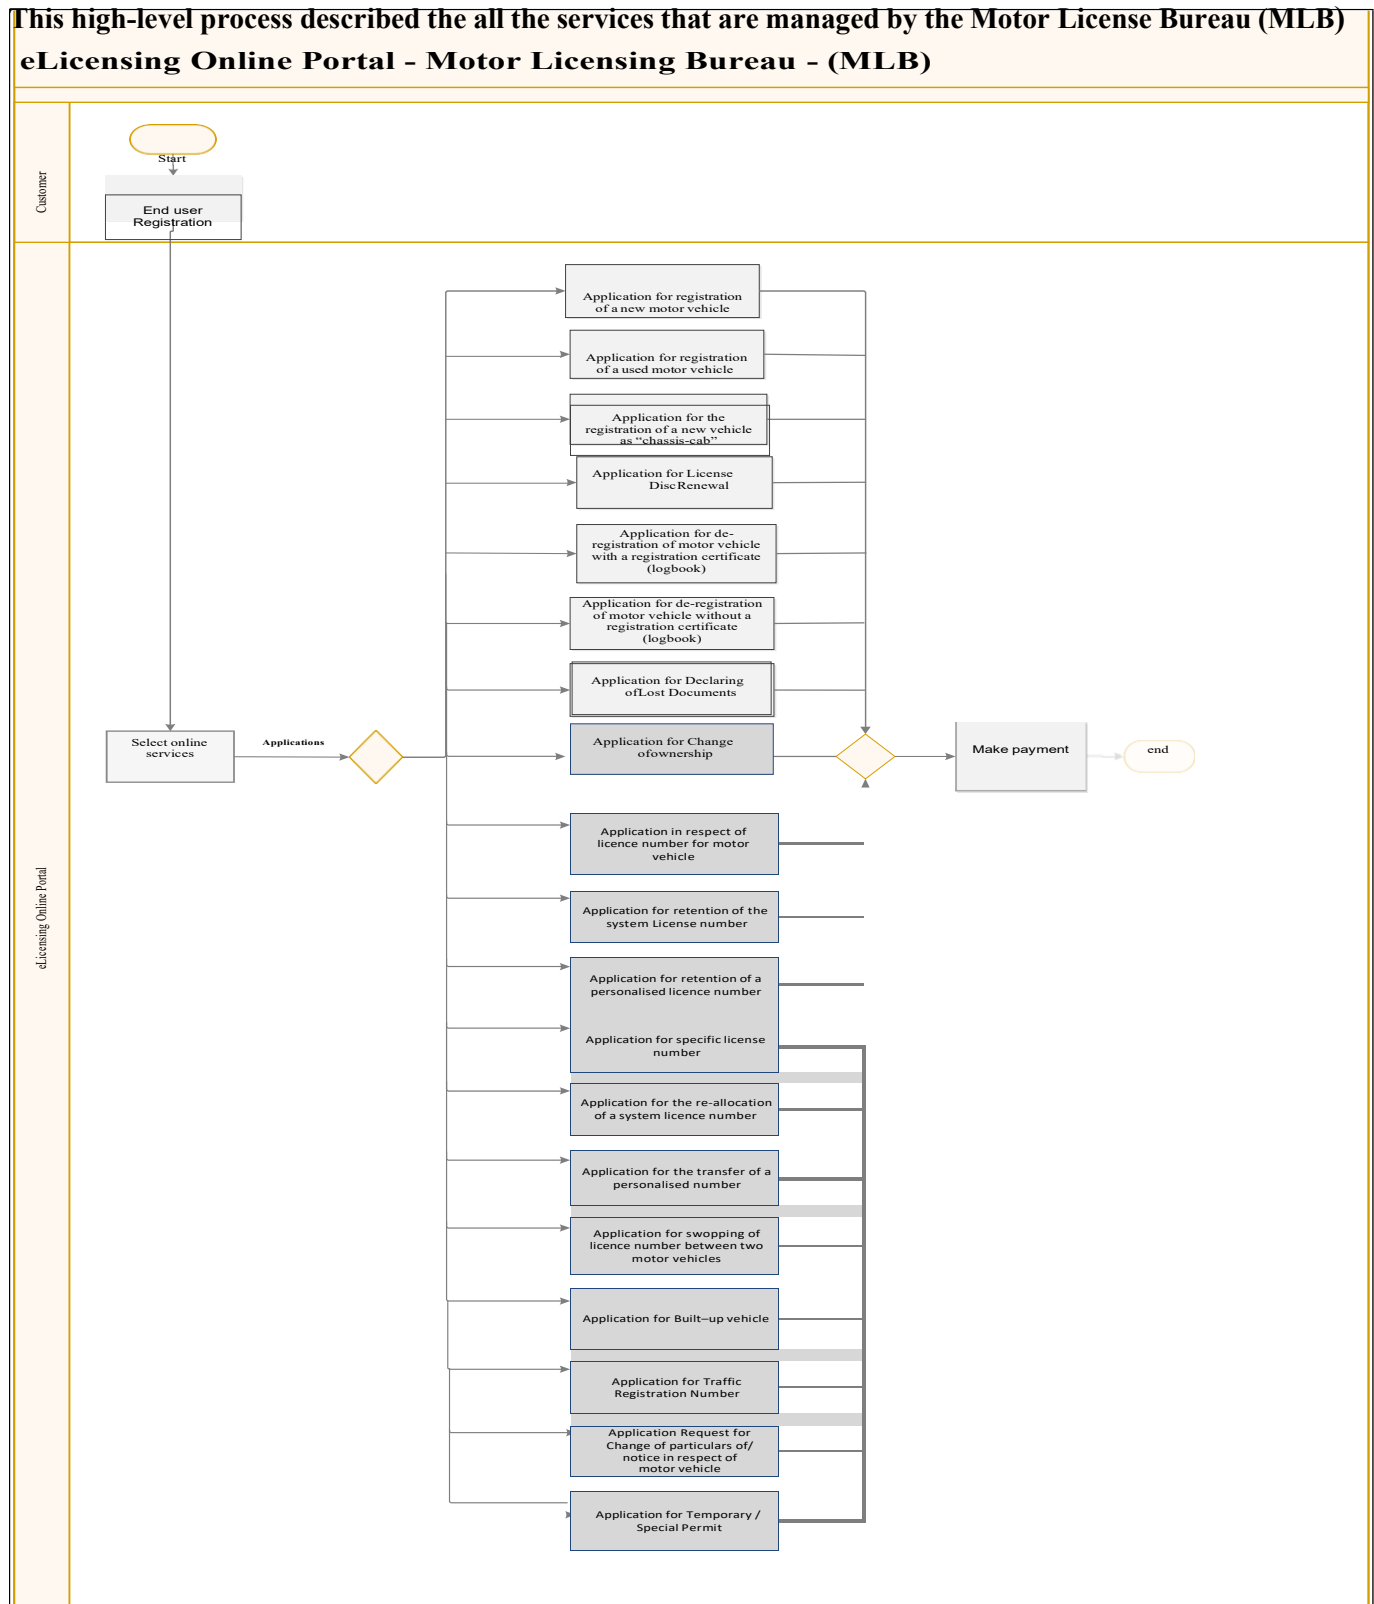 This high-level process described the all the services that are managed by the Motor License Bureau (MLB)
eLicensing Online Portal - Motor Licensing Bureau - (MLB)
Customer
Start
End user
Registration
eLicensing Online Portal
Select online
services
Applications
Application for registration
of a new motor vehicle
Application for registration
of a used motor vehicle
Application for the
registration of a new vehicle
as “chassis-cab”
Application for License
DiscRenewal
Application for de-
registration of motor vehicle
with a registration certificate
(logbook)
Application for de-registration
of motor vehicle without a
registration certificate
(logbook)
Application for Declaring
ofLost Documents
Application for Change
ofownership
Make payment
end
Application in respect of
licence number for motor
vehicle
Application for retention of the
system License number
Application for retention of a
personalised licence number
Application for specific license
number
Application for the re-allocation
of a system licence number
Application for the transfer of a
personalised number
Application for swopping of
licence number between two
motor vehicles
Application for Built–up vehicle
Application for Traffic
Registration Number
Application Request for
Change of particulars of/
notice in respect of
motor vehicle
Application for Temporary /
Special Permit